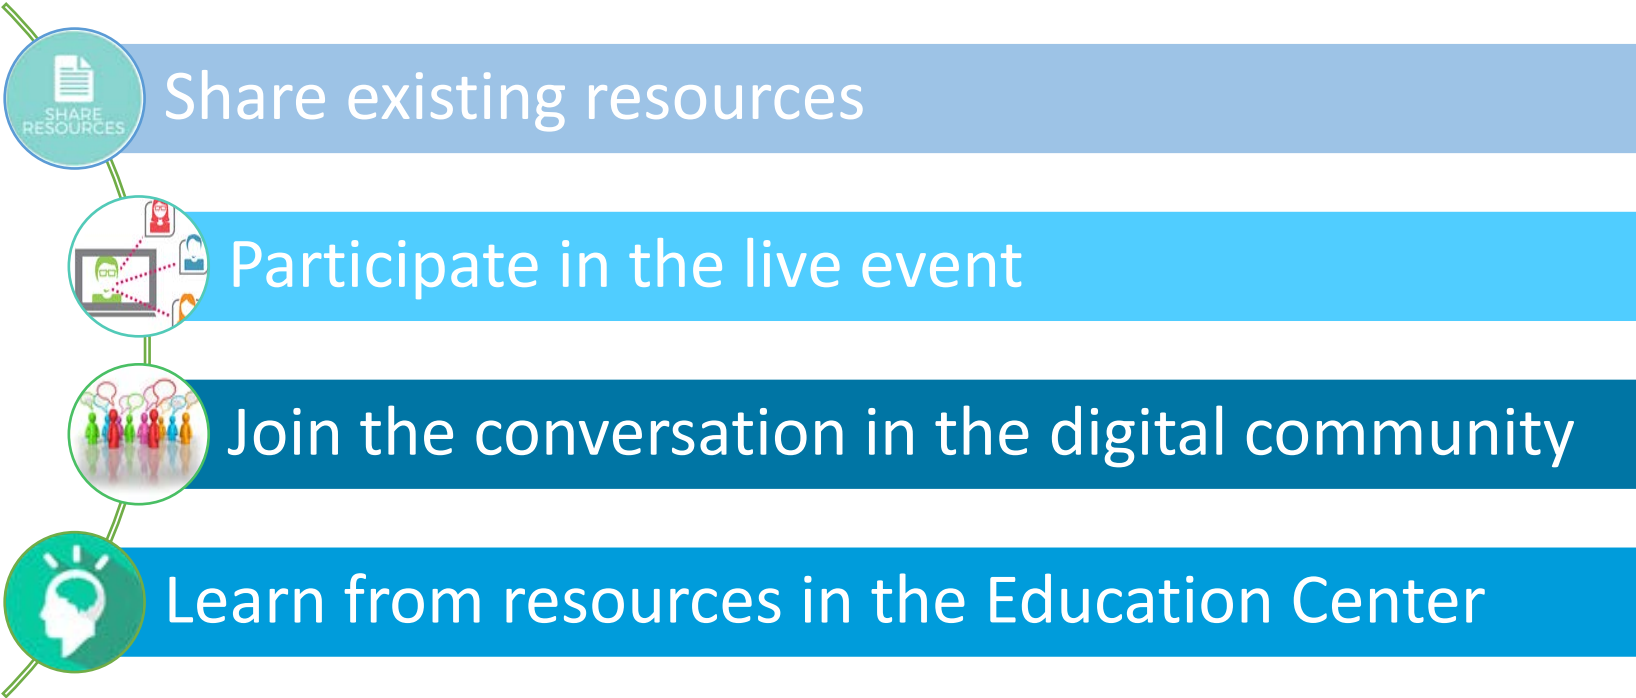 SHARE
RESOURCES
Share existing resources
Participate in the live event
Join the conversation in the digital community
Learn from resources in the Education Center